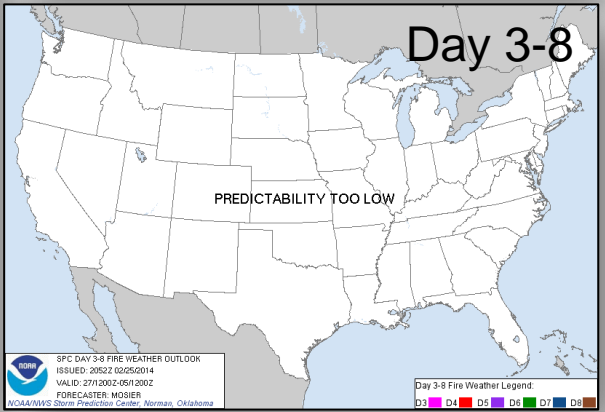 Day 3-8
PREDICTABILITY TOO LOW
NOAA
SPC DAY 3-8 FIRE WEATHER OUTLOOK
ISSUED: 2052Z 02/25/2014
VALID: 27/1200Z-05/1200Z
FORECASTER: MOSIER
NOAA/NWS Storm Prediction Center, Norman, Oklahoma
Day 3-8 Fire Weather Legend:
D3 D4 D5 D6 D7 D8